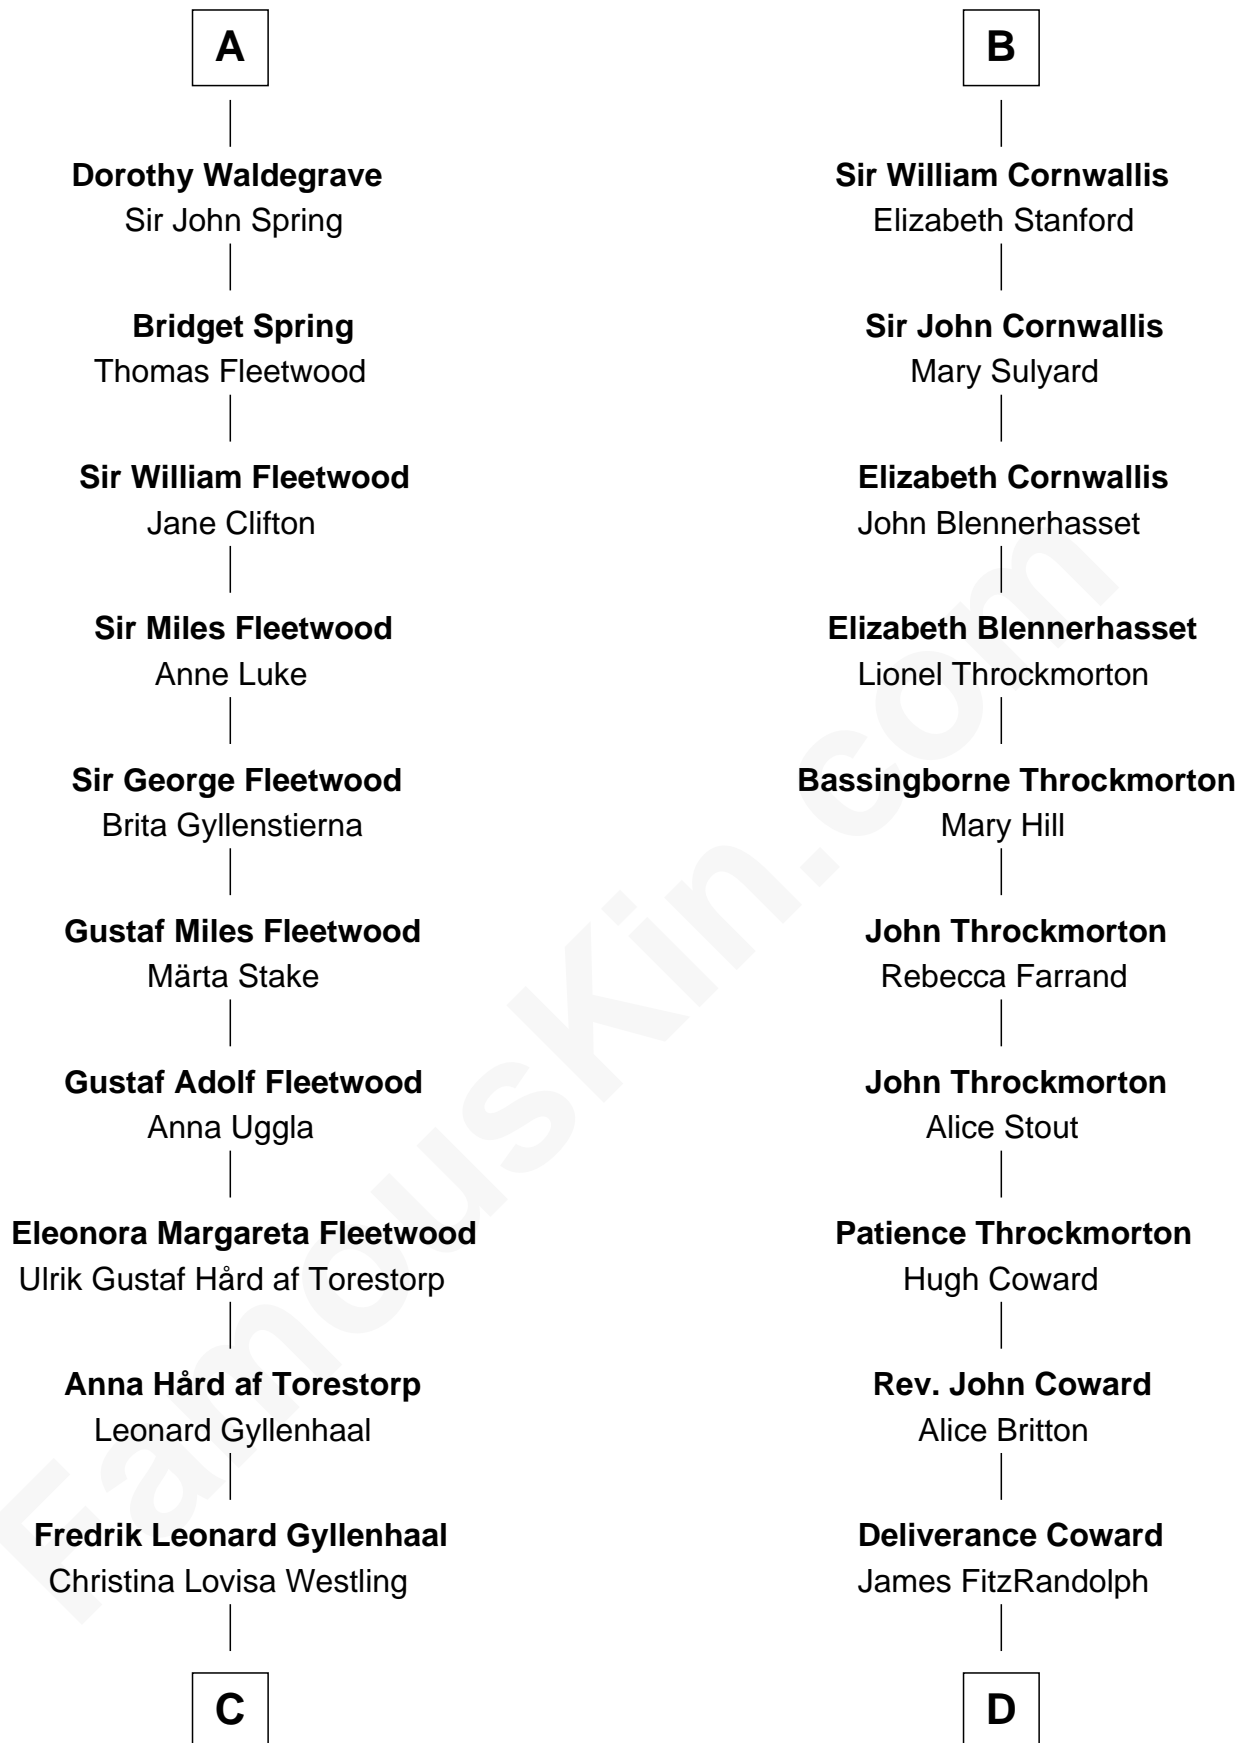 A
Dorothy Waldegrave
Sir John Spring
Bridget Spring
Thomas Fleetwood
Sir William Fleetwood
Jane Clifton
Sir Miles Fleetwood
Anne Luke
Sir George Fleetwood
Brita Gyllenstierna
Gustaf Miles Fleetwood
Märta Stake
Gustaf Adolf Fleetwood
Anna Uggla
Eleonora Margareta Fleetwood
Ulrik Gustaf Hård af Torestorp
Anna Hård af Torestorp
Leonard Gyllenhaal
Fredrik Leonard Gyllenhaal
Christina Lovisa Westling
C
B
Sir William Cornwallis
Elizabeth Stanford
Sir John Cornwallis
Mary Sulyard
Elizabeth Cornwallis
John Blennerhasset
Elizabeth Blennerhasset
Lionel Throckmorton
Bassingborne Throckmorton
Mary Hill
John Throckmorton
Rebecca Farrand
John Throckmorton
Alice Stout
Patience Throckmorton
Hugh Coward
Rev. John Coward
Alice Britton
Deliverance Coward
James FitzRandolph
D
FamousKin.com